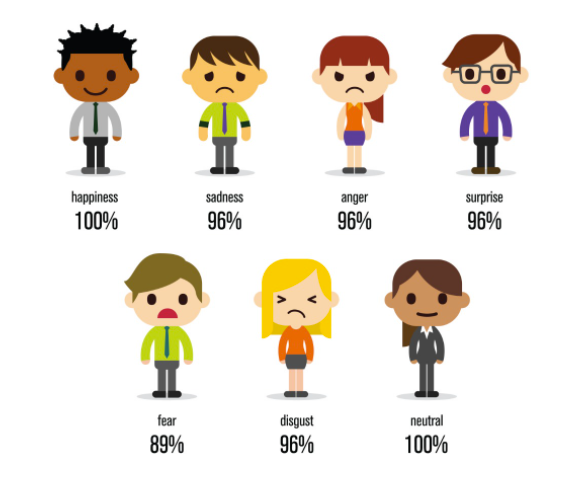 happiness
100%
sadness
96%
anger
96%
surprise
96%
fear
89%
disgust
96%
neutral
100%